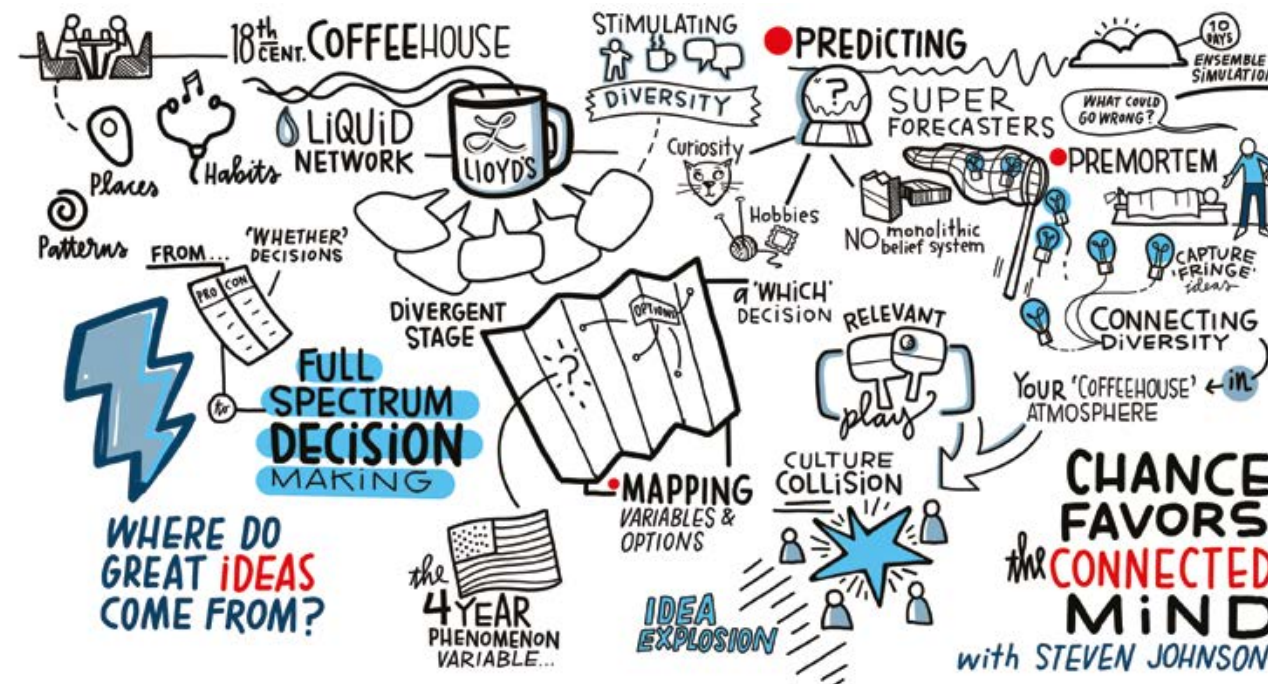 18th CENT. COFFEEHOUSE
Places
Habits
Patterns
LiQUiD
NETWORK
LLOYD'S
STiMULATiNG
DiVERSiTY
PREDiCTiNG
?
SUPER
FORECASTERS
Curiosity
Hobbies
NO monolithic
belief system
10
DAYS
ENSEMBLE
SIMULATION
WHAT COULD
GO WRONG?
PREMORTEM
CAPTURE
'FRINGE'
ideas
CONNECTING
DiVERSITY
in
YOUR 'COFFEEHOUSE'
ATMOSPHERE
FROM...
'WHETHER'
DECISIONS
PRO CON
to
FULL
SPECTRUM
DECiSiON
MAKiNG
DiVERGENT
STAGE
OPTIONS
?
a 'WHiCH'
DECISION
MAPPING
VARIABLES &
OPTIONS
the
4 YEAR
PHENOMENON
VARIABLE...
RELEVANT
play
CULTURE
COLLiSiON
IDEA
EXPLOSION
WHERE DO
GREAT iDEAS
COME FROM?
CHANCE
FAVORS
the CONNECTED
MiND
with STEVEN JOHNSON